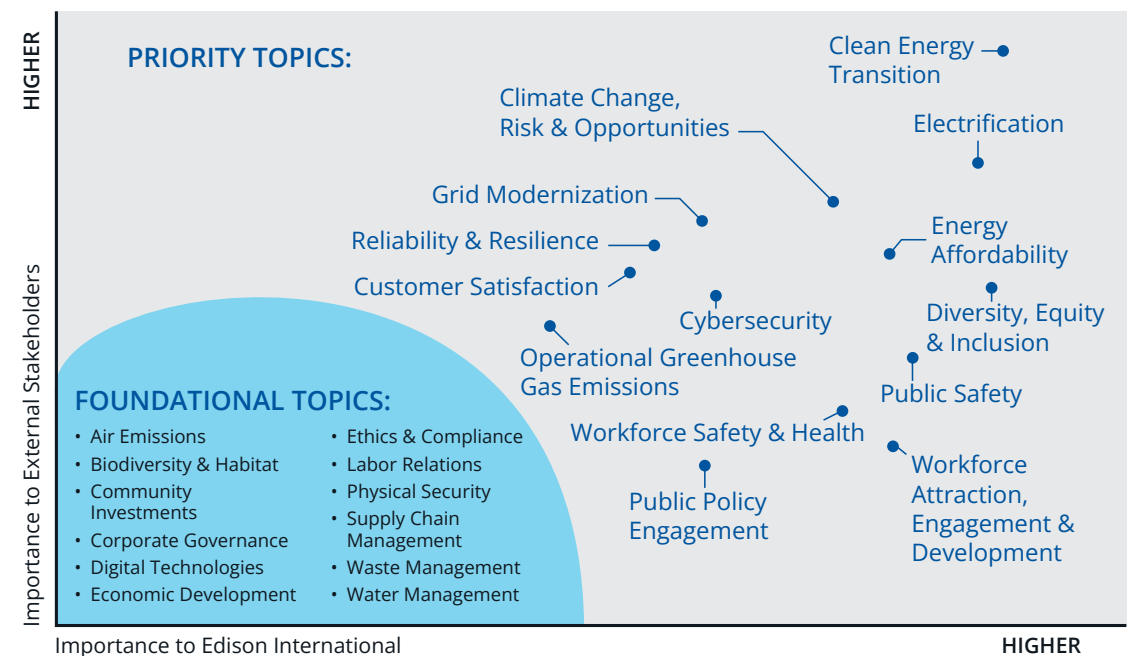 HIGHER
Importance to External Stakeholders
PRIORITY TOPICS:
Clean Energy
Transition
Climate Change,
Risk & Opportunities
Electrification
Grid Modernization
Reliability & Resilience
Energy
Affordability
Customer Satisfaction
Cybersecurity
Diversity, Equity
& Inclusion
Operational Greenhouse
Gas Emissions
Public Safety
Workforce Safety & Health
Workforce
Attraction,
Engagement &
Development
Public Policy
Engagement
FOUNDATIONAL TOPICS:
• Air Emissions
• Biodiversity & Habitat
• Community
Investments
• Corporate Governance
• Digital Technologies
• Economic Development
• Ethics & Compliance
• Labor Relations
• Physical Security
• Supply Chain
Management
• Waste Management
• Water Management
Importance to Edison International
HIGHER